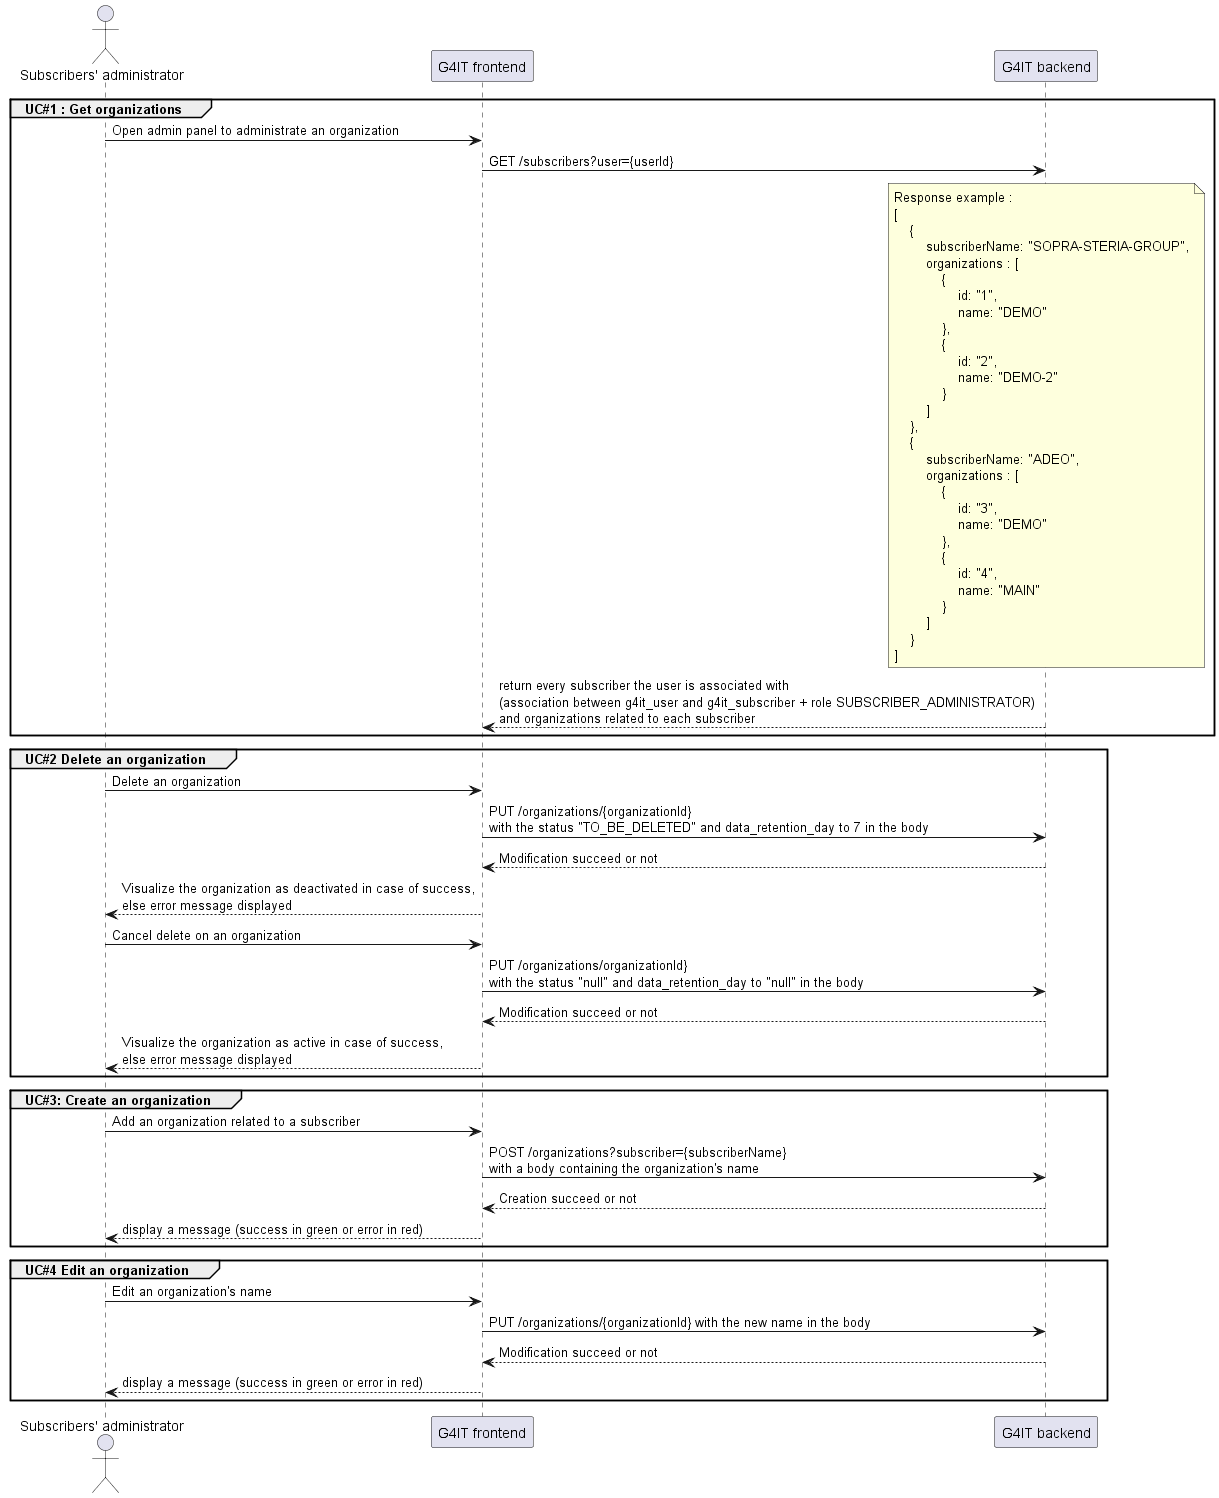 Subscribers' administrator
G4IT frontend
G4IT backend
UC#1 : Get organizations
Open admin panel to administrate an organization
GET /subscribers?user={userId}
Response example :
[
{
subscriberName: "SOPRA-STERIA-GROUP",
organizations : [
{
id: "1",
name: "DEMO"
},
{
id: "2",
name: "DEMO-2"
}
]
},
{
subscriberName: "ADEO",
organizations : [
{
id: "3",
name: "DEMO"
},
{
id: "4",
name: "MAIN"
}
]
}
]
return every subscriber the user is associated with
(association between g4it_user and g4it_subscriber + role SUBSCRIBER_ADMINISTRATOR)
and organizations related to each subscriber
UC#2 Delete an organization
Delete an organization
PUT /organizations/{organizationId}
with the status "TO_BE_DELETED" and data_retention_day to 7 in the body
Modification succeed or not
Visualize the organization as deactivated in case of success,
else error message displayed
Cancel delete on an organization
PUT /organizations/organizationId}
with the status "null" and data_retention_day to "null" in the body
Modification succeed or not
Visualize the organization as active in case of success,
else error message displayed
UC#3: Create an organization
Add an organization related to a subscriber
POST /organizations?subscriber={subscriberName}
with a body containing the organization's name
Creation succeed or not
display a message (success in green or error in red)
UC#4 Edit an organization
Edit an organization's name
PUT /organizations/{organizationId} with the new name in the body
Modification succeed or not
display a message (success in green or error in red)
Subscribers' administrator
G4IT frontend
G4IT backend